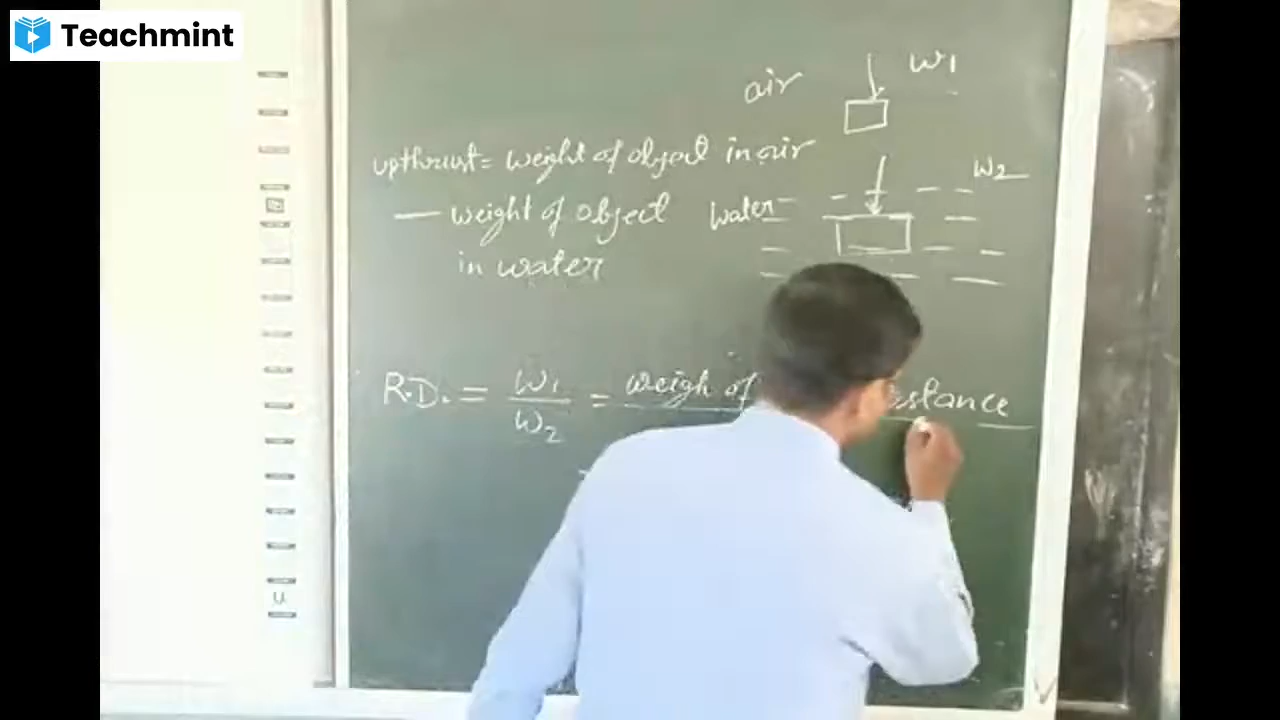 Teachmint
air
W1
upthrust = weight of object in air
W2
— weight of object
water
in water
R.D. = W1 / W2 = weigh of
stance